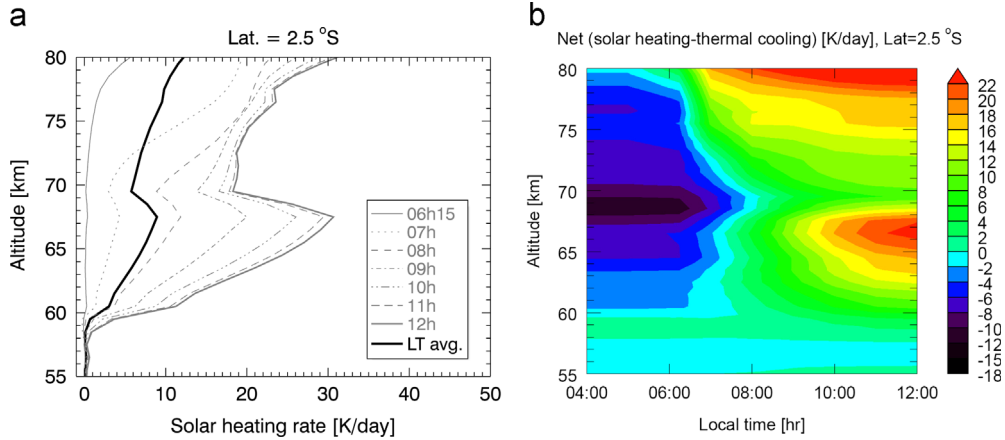 a
Lat. = 2.5 °S
80
75
70
65
60
55
Altitude [km]
0
10
20
30
40
50
Solar heating rate [K/day]
06h15
07h
08h
09h
10h
11h
12h
LT avg.
b
Net (solar heating-thermal cooling) [K/day], Lat=2.5 °S
80
75
70
65
60
55
Altitude [km]
04:00
06:00
08:00
10:00
12:00
Local time [hr]
22
20
18
16
14
12
10
8
6
4
2
0
-2
-4
-6
-8
-10
-12
-15
-18